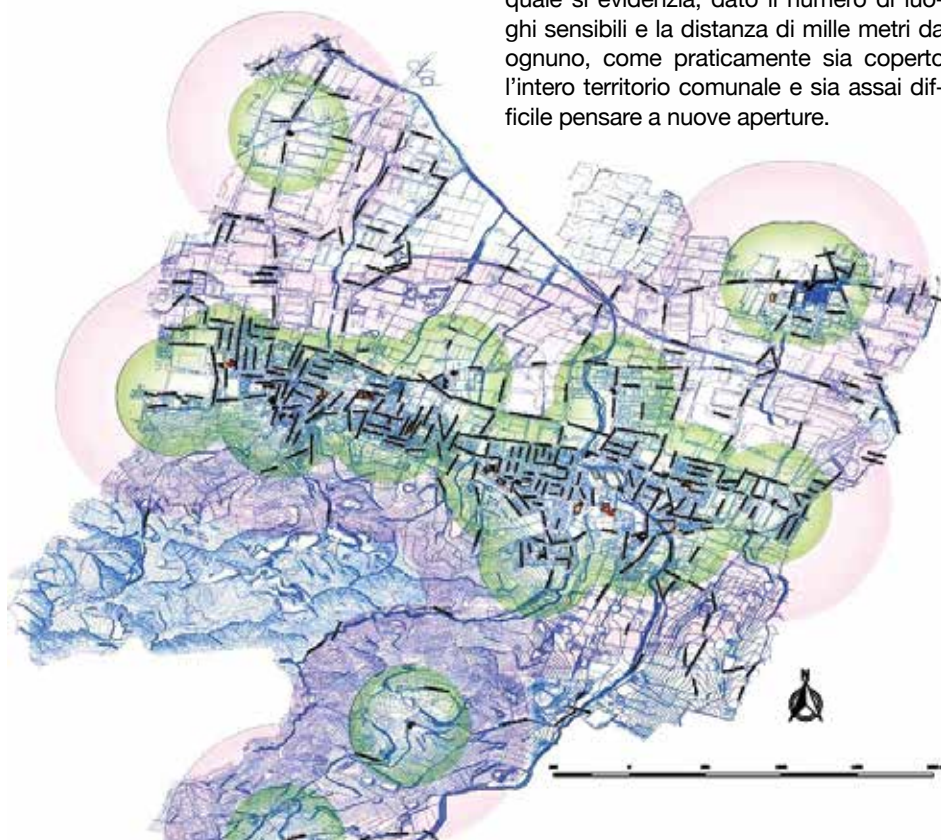 quale si evidenzia, dato il numero di luo-
ghi sensibili e la distanza di mille metri da
ognuno, come praticamente sia coperto
l’intero territorio comunale e sia assai dif-
ficile pensare a nuove aperture.
N